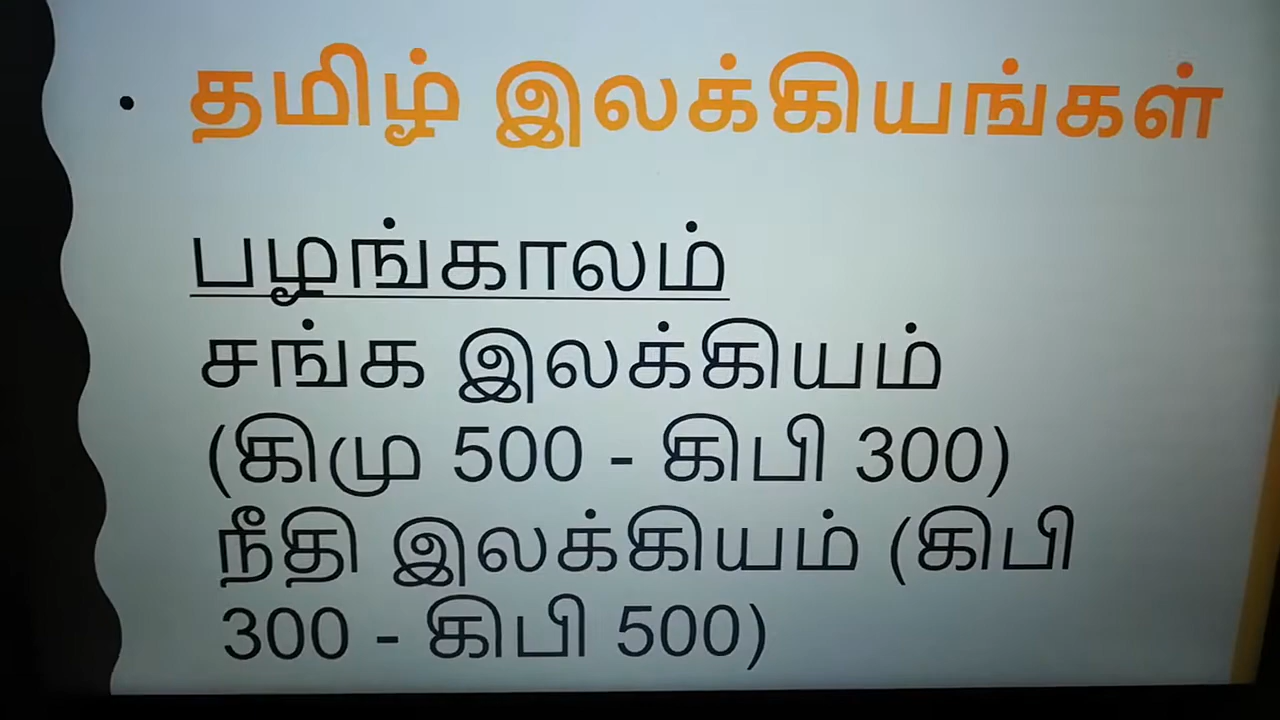 • தமிழ் இலக்கியங்கள்
பழங்காலம்
சங்க இலக்கியம்
(கிமு 500 - கிபி 300)
நீதி இலக்கியம் (கிபி
300 - கிபி 500)